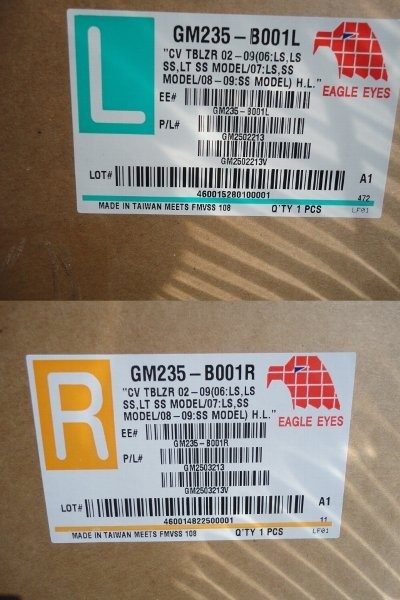 L
GM235-B001L
"CV TBLZR 02-09(06:LS,LS
SS,LT SS MODEL/07:LS,SS
MODEL/08-09:SS MODEL) H.L."
EAGLE EYES
EE#
GM235-B001L
P/L#
GM2502213
GM2502213V
LOT#
A1
460015280100001
472
MADE IN TAIWAN MEETS FMVSS 108
Q'TY 1 PCS
LF01
R
GM235-B001R
"CV TBLZR 02-09(06:LS,LS
SS,LT SS MODEL/07:LS,SS
MODEL/08-09:SS MODEL) H.L."
EAGLE EYES
EE#
GM235-B001R
P/L#
GM2503213
GM2503213V
LOT#
A1
460014822500001
11
MADE IN TAIWAN MEETS FMVSS 108
Q'TY 1 PCS
LF01